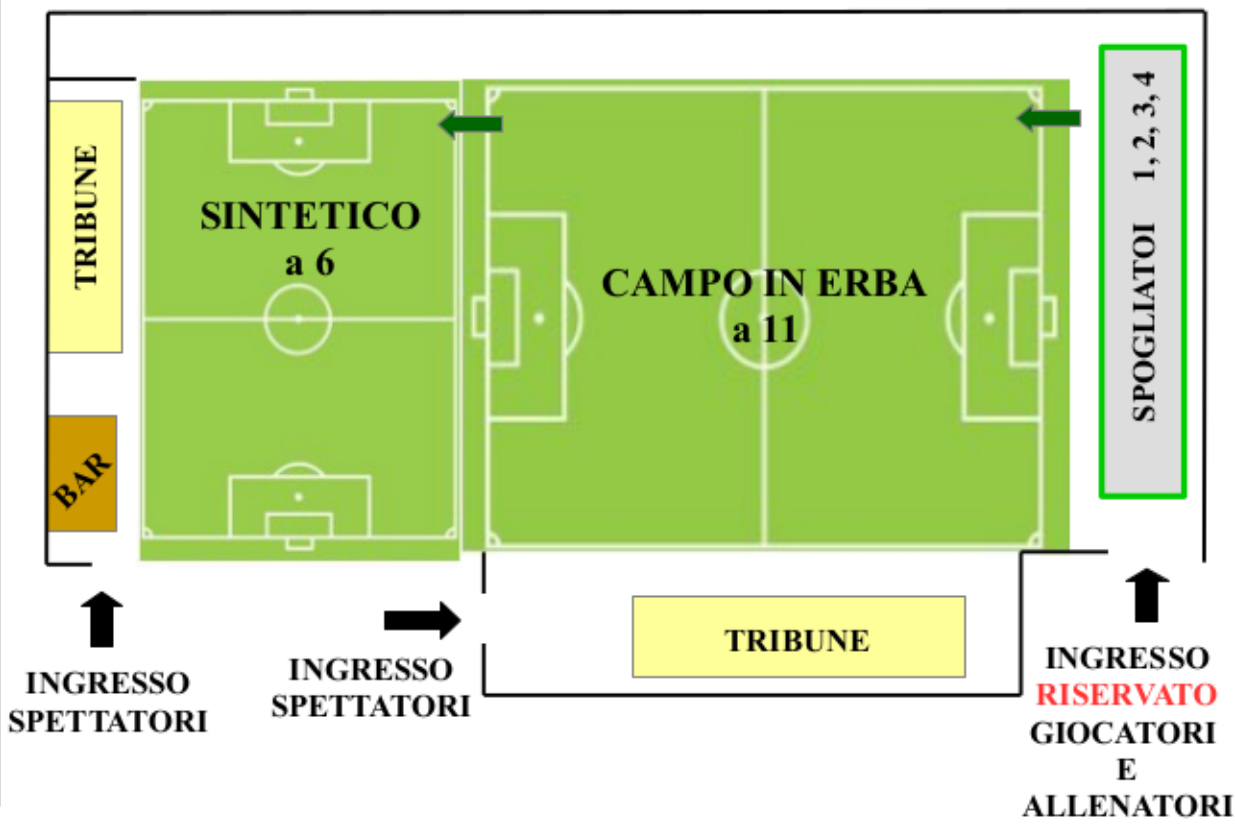 TRIBUNE
SINTETICO
a 6
CAMPO IN ERBA
a 11
SPOGLIATOI 1, 2, 3, 4
BAR
TRIBUNE
INGRESSO
SPETTATORI
INGRESSO
SPETTATORI
INGRESSO
RISERVATO
GIOCATORI
E
ALLENATORI